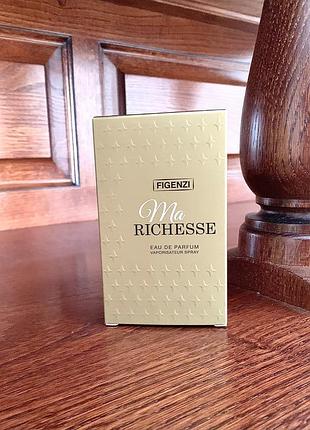 FIGENZI
Ma
RICHESSE
EAU DE PARFUM
VAPORISATEUR SPRAY